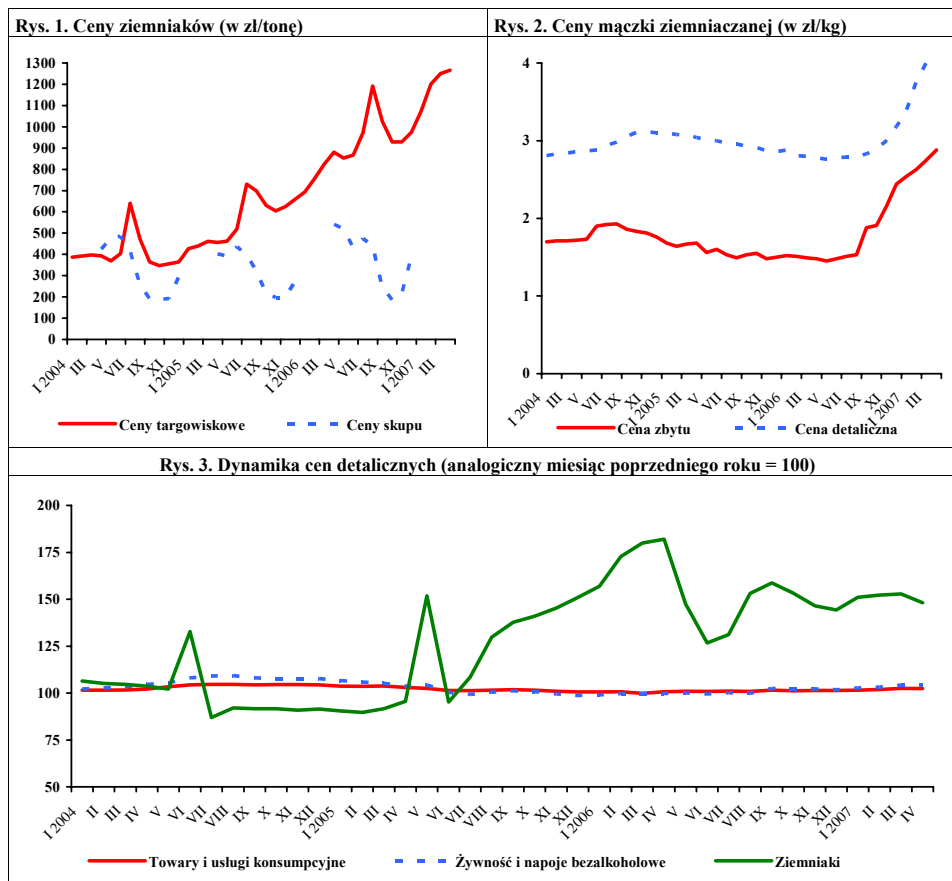 Rys. 1. Ceny ziemniaków (w zł/tonę)
1300
1200
1100
1000
900
800
700
600
500
400
300
200
100
0
I 2004
III
V
VII
IX
XI
I 2005
III
V
VII
IX
XI
I 2006
III
V
VII
IX
XI
I 2007
III
Ceny targowiskowe
Ceny skupu
Rys. 2. Ceny mączki ziemniaczanej (w zł/kg)
4
3
2
1
0
I 2004
III
V
VII
IX
XI
I 2005
III
V
VII
IX
XI
I 2006
III
V
VII
IX
XI
I 2007
III
Cena zbytu
Cena detaliczna
Rys. 3. Dynamika cen detalicznych (analogiczny miesiąc poprzedniego roku = 100)
200
175
150
125
100
75
50
I 2004
II
III
IV
V
VI
VII
VIII
IX
X
XI
XII
I 2005
II
III
IV
V
VI
VII
VIII
IX
X
XI
XII
I 2006
II
III
IV
V
VI
VII
VIII
IX
X
XI
XII
I 2007
II
III
IV
Towary i usługi konsumpcyjne
Żywność i napoje bezalkoholowe
Ziemniaki